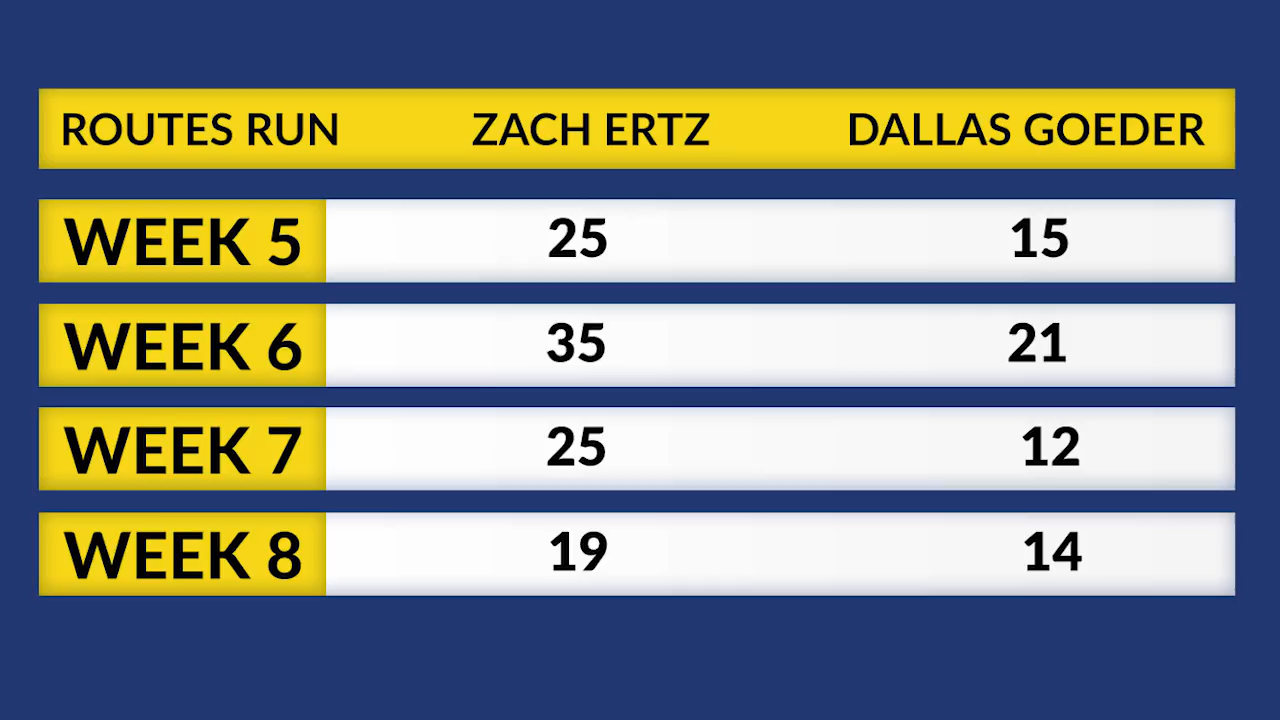 ROUTES RUN ZACH ERTZ DALLAS GOEDER
WEEK 5 25 15
WEEK 6 35 21
WEEK 7 25 12
WEEK 8 19 14